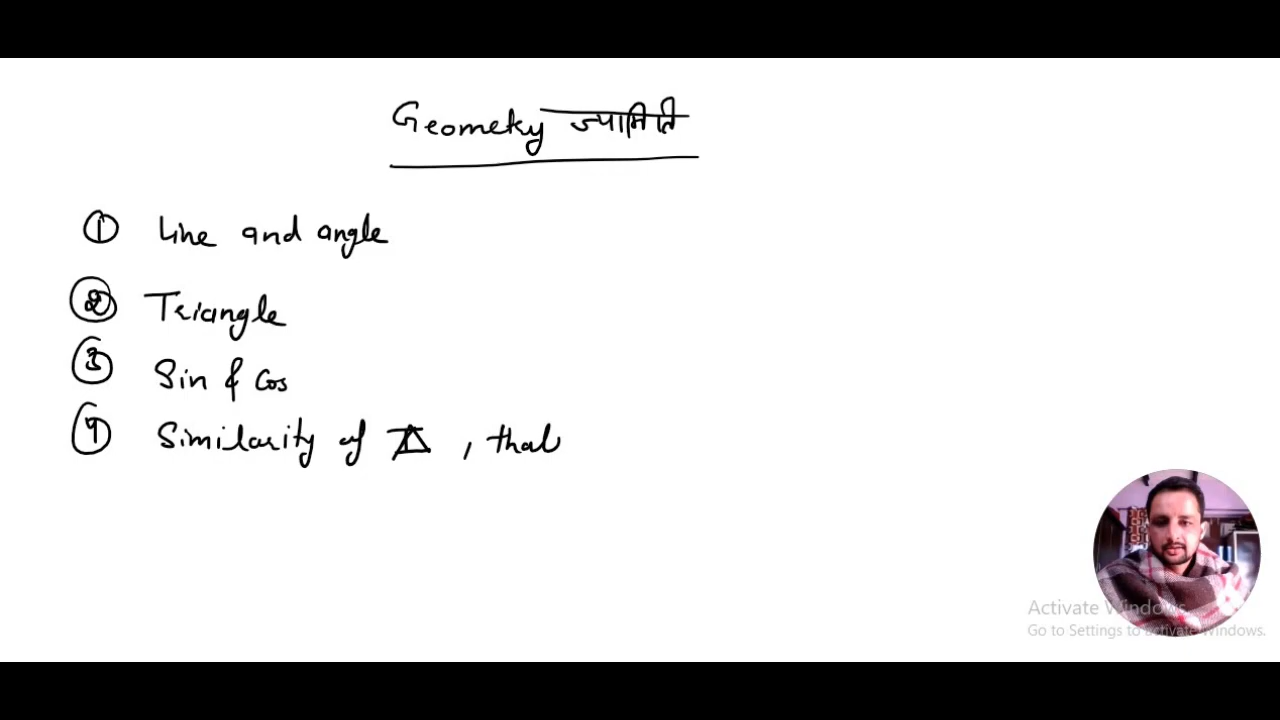 Geometry ज्यामिति
① Line and angle
② Triangle
③ Sin & Cos
④ Similarity of Δ, thal
Activate Windows
Go to Settings to activate Windows.